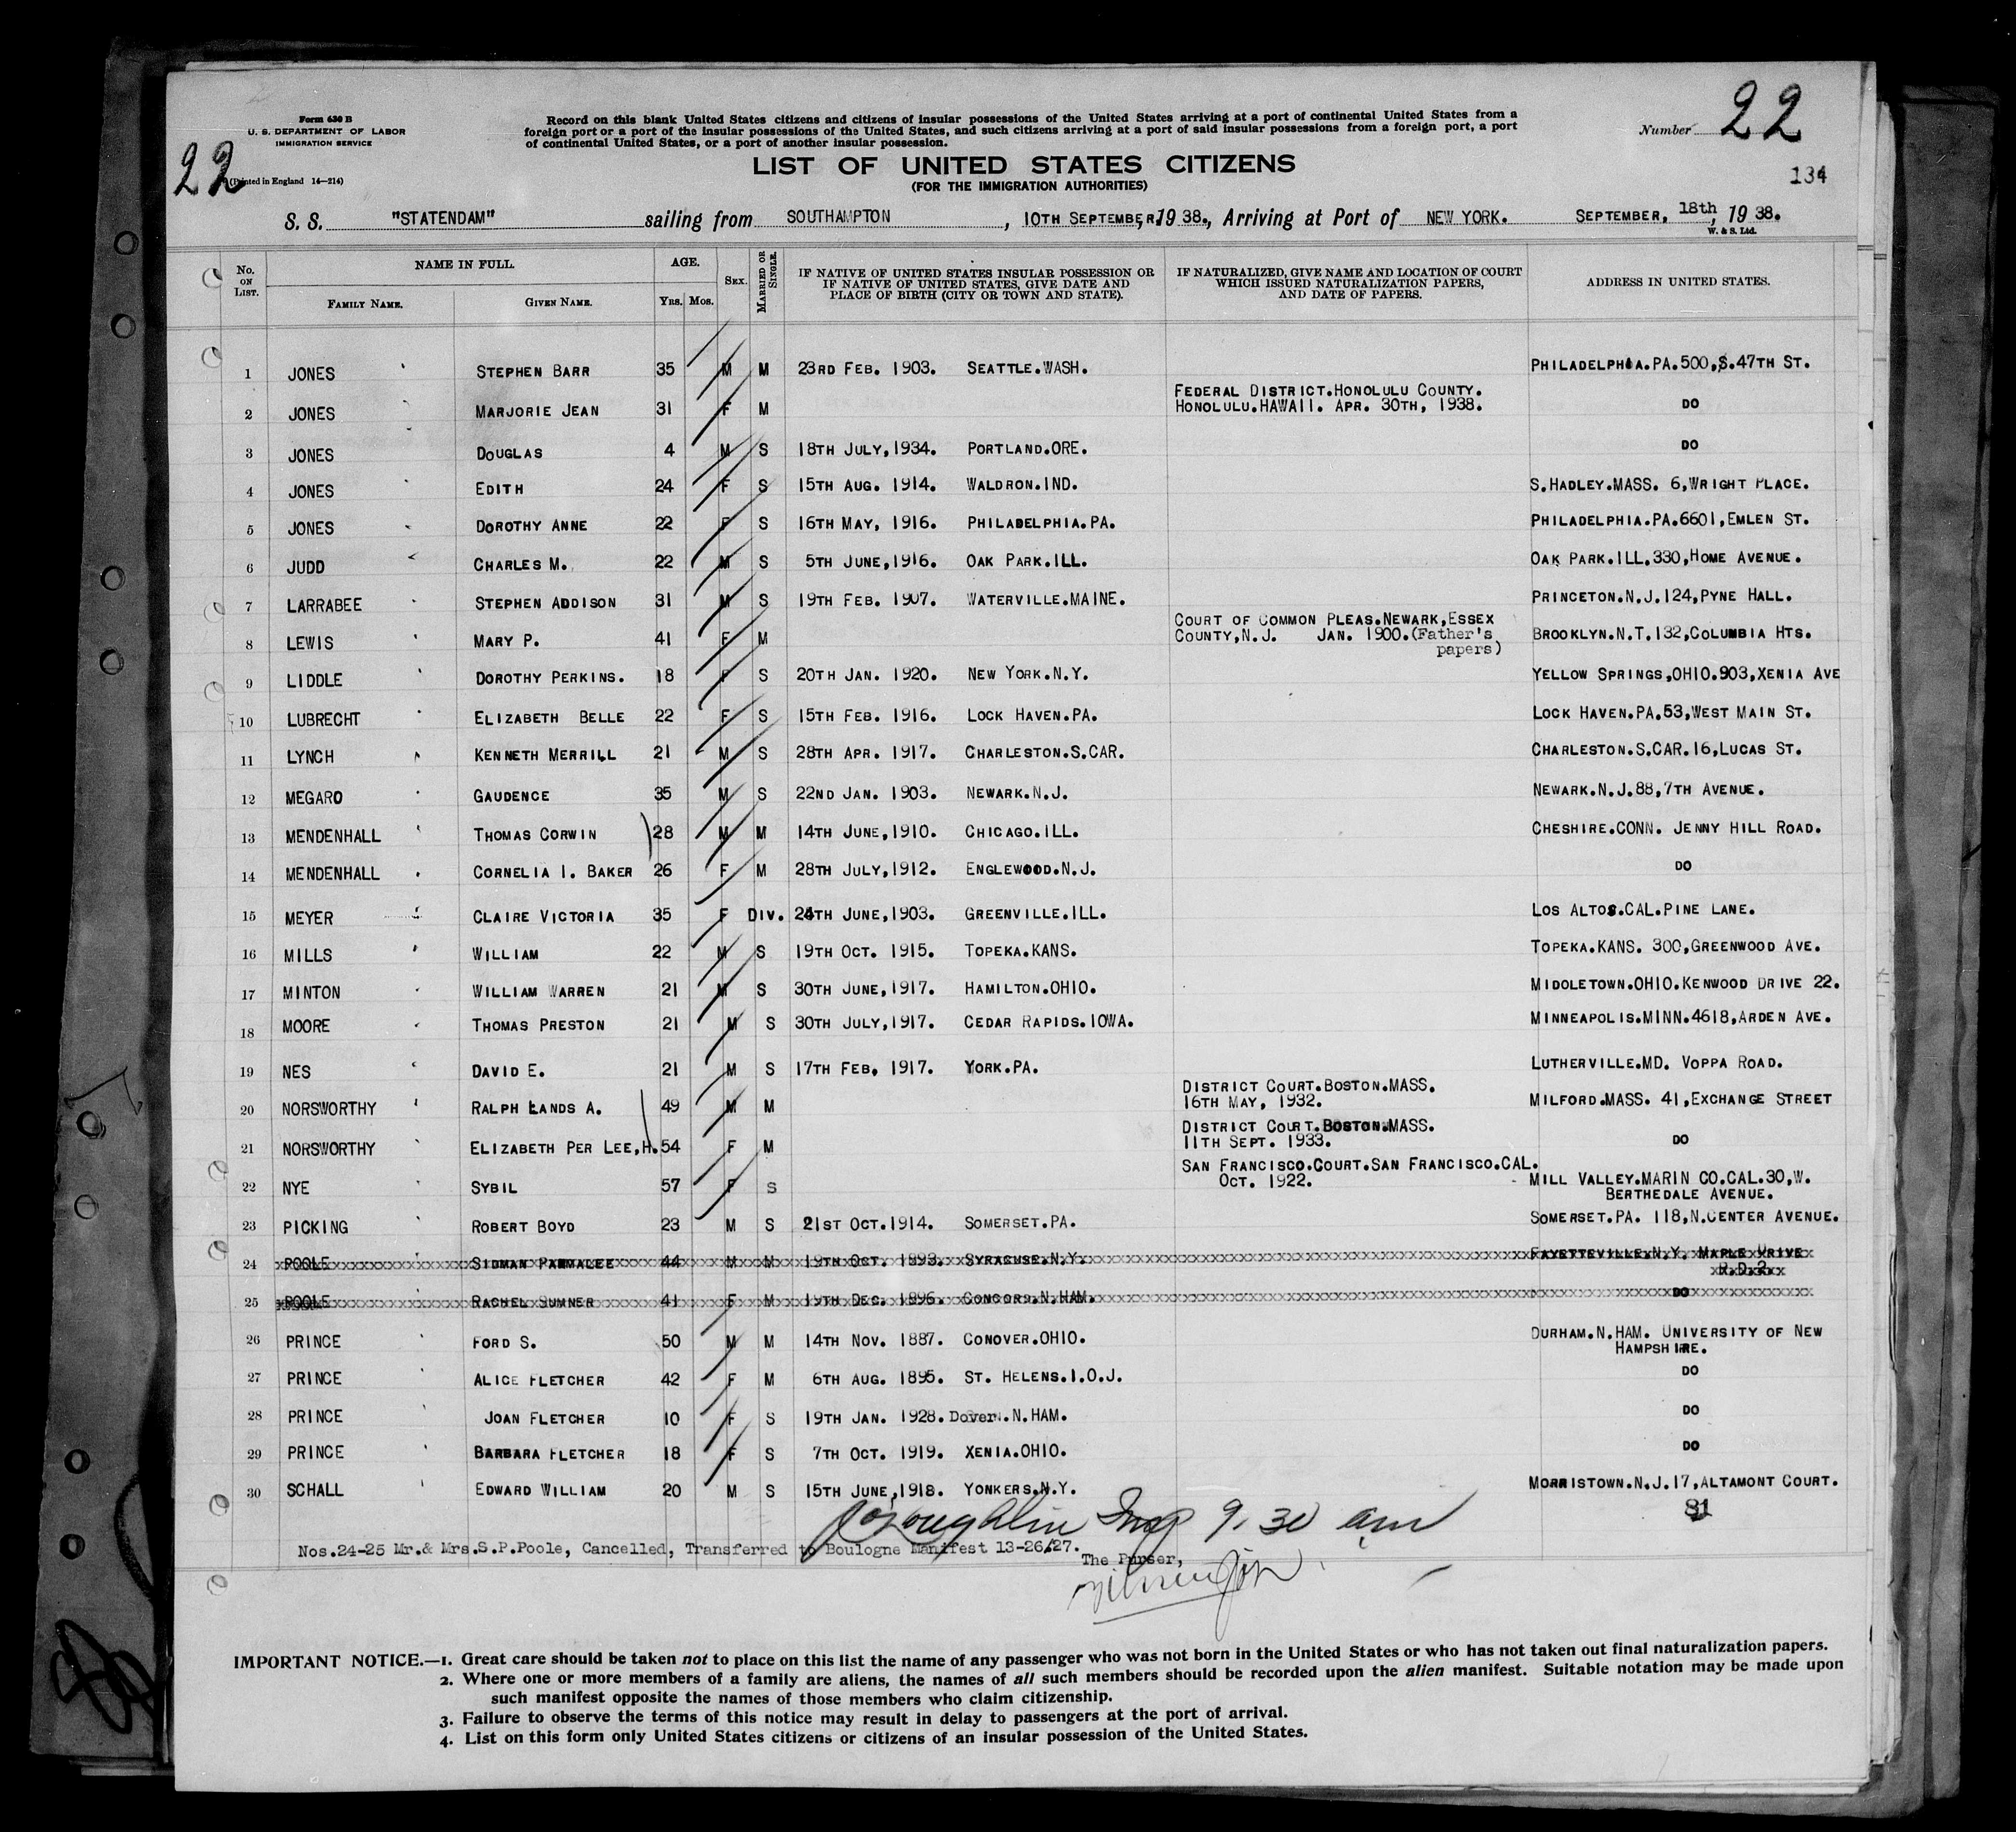 Form 630 B
U. S. DEPARTMENT OF LABOR
IMMIGRATION SERVICE
(Printed in England 14—214)
22
Record on this blank United States citizens and citizens of insular possessions of the United States arriving at a port of continental United States from a
foreign port or a port of the insular possessions of the United States, and such citizens arriving at a port of said insular possessions from a foreign port, a port
of continental United States, or a port of another insular possession.
Number 22
134
LIST OF UNITED STATES CITIZENS
(FOR THE IMMIGRATION AUTHORITIES)
S. S. "STATENDAM" sailing from SOUTHAMPTON, 10TH SEPTEMBER, 1938., Arriving at Port of NEW YORK. SEPTEMBER, 18th, 1938.
W. & S. Ltd.
No. ON LIST. NAME IN FULL. FAMILY NAME. GIVEN NAME. AGE. YRS. MOS. SEX. MARRIED OR SINGLE. IF NATIVE OF UNITED STATES INSULAR POSSESSION OR IF NATIVE OF UNITED STATES, GIVE DATE AND PLACE OF BIRTH (CITY OR TOWN AND STATE). IF NATURALIZED, GIVE NAME AND LOCATION OF COURT WHICH ISSUED NATURALIZATION PAPERS, AND DATE OF PAPERS. ADDRESS IN UNITED STATES.
1 JONES STEPHEN BARR 35 M M 23RD FEB. 1903. SEATTLE.WASH. PHILADELPHIA.PA.500,S.47TH ST.
2 JONES MARJORIE JEAN 31 F M FEDERAL DISTRICT.HONOLULU COUNTY. HONOLULU.HAWAII. APR. 30TH, 1938. DO
3 JONES DOUGLAS 4 M S 18TH JULY,1934. PORTLAND.ORE. DO
4 JONES EDITH 24 F S 15TH AUG. 1914. WALDRON.IND. S.HADLEY.MASS. 6,WRIGHT PLACE.
5 JONES DOROTHY ANNE 22 F S 16TH MAY, 1916. PHILADELPHIA.PA. PHILADELPHIA.PA.6601,EMLEN ST.
6 JUDD CHARLES M. 22 M S 5TH JUNE,1916. OAK PARK.ILL. OAK PARK.ILL.330,HOME AVENUE.
7 LARRABEE STEPHEN ADDISON 31 M S 19TH FEB. 1907. WATERVILLE.MAINE. PRINCETON.N.J.124,PYNE HALL.
8 LEWIS MARY P. 41 F M COURT OF COMMON PLEAS.NEWARK,ESSEX COUNTY,N.J. JAN. 1900.(Father's papers) BROOKLYN.N.T.132,COLUMBIA HTS.
9 LIDDLE DOROTHY PERKINS. 18 F S 20TH JAN. 1920. NEW YORK.N.Y. YELLOW SPRINGS,OHIO.903,XENIA AVE
10 LUBRECHT ELIZABETH BELLE 22 F S 15TH FEB. 1916. LOCK HAVEN.PA. LOCK HAVEN.PA.53,WEST MAIN ST.
11 LYNCH KENNETH MERRILL 21 M S 28TH APR. 1917. CHARLESTON.S.CAR. CHARLESTON.S.CAR.16,LUCAS ST.
12 MEGARO GAUDENCE 35 M S 22ND JAN. 1903. NEWARK.N.J. NEWARK.N.J.88,7TH AVENUE.
13 MENDENHALL THOMAS CORWIN 28 M M 14TH JUNE,1910. CHICAGO.ILL. CHESHIRE.CONN. JENNY HILL ROAD.
14 MENDENHALL CORNELIA I. BAKER 26 F M 28TH JULY,1912. ENGLEWOOD.N.J. DO
15 MEYER CLAIRE VICTORIA 35 F DIV. 24TH JUNE,1903. GREENVILLE.ILL. LOS ALTOS.CAL.PINE LANE.
16 MILLS WILLIAM 22 M S 19TH OCT. 1915. TOPEKA.KANS. TOPEKA.KANS. 300,GREENWOOD AVE.
17 MINTON WILLIAM WARREN 21 M S 30TH JUNE,1917. HAMILTON.OHIO. MIDDLETOWN.OHIO.KENWOOD DRIVE 22.
18 MOORE THOMAS PRESTON 21 M S 30TH JULY,1917. CEDAR RAPIDS.IOWA. MINNEAPOLIS.MINN.4618,ARDEN AVE.
19 NES DAVID E. 21 M S 17TH FEB. 1917. YORK.PA. LUTHERVILLE.MD. VOPPA ROAD.
20 NORSWORTHY RALPH LANDS A. 49 M M DISTRICT COURT.BOSTON.MASS. 16TH MAY, 1932. MILFORD.MASS. 41,EXCHANGE STREET
21 NORSWORTHY ELIZABETH PER LEE,H. 54 F M DISTRICT COURT.BOSTON.MASS. 11TH SEPT. 1933. DO
22 NYE SYBIL 57 F S SAN FRANCISCO.COURT.SAN FRANCISCO.CAL. OCT. 1922. MILL VALLEY.MARIN CO.CAL.30,W. BERTHEDALE AVENUE.
23 PICKING ROBERT BOYD 23 M S 21ST OCT.1914. SOMERSET.PA. SOMERSET.PA. 118,N.CENTER AVENUE.
24 POOLE SIDMAN PARMALEE 44 M M 19TH OCT. 1893. SYRACUSE.N.Y. FAYETTEVILLE.N.Y. MAPLE DRIVE R.D.2.
25 POOLE RACHEL SUMNER 41 F M 19TH DEC. 1896. CONCORD.N.HAM. DO
26 PRINCE FORD S. 50 M M 14TH NOV. 1887. CONOVER.OHIO. DURHAM.N.HAM. UNIVERSITY OF NEW HAMPSHIRE.
27 PRINCE ALICE FLETCHER 42 F M 6TH AUG. 1895. ST. HELENS.I.O.J. DO
28 PRINCE JOAN FLETCHER 10 F S 19TH JAN. 1928. Dover.N.HAM. DO
29 PRINCE BARBARA FLETCHER 18 F S 7TH OCT. 1919. XENIA.OHIO. DO
30 SCHALL EDWARD WILLIAM 20 M S 15TH JUNE,1918. YONKERS.N.Y. MORRISTOWN.N.J.17,ALTAMONT COURT.
81
9.30 am
Nos.24-25 Mr.& Mrs.S.P.Poole, Cancelled, Transferred to Boulogne Manifest 13-26/27.
The Purser,
IMPORTANT NOTICE.—1. Great care should be taken not to place on this list the name of any passenger who was not born in the United States or who has not taken out final naturalization papers.
2. Where one or more members of a family are aliens, the names of all such members should be recorded upon the alien manifest. Suitable notation may be made upon
such manifest opposite the names of those members who claim citizenship.
3. Failure to observe the terms of this notice may result in delay to passengers at the port of arrival.
4. List on this form only United States citizens or citizens of an insular possession of the United States.